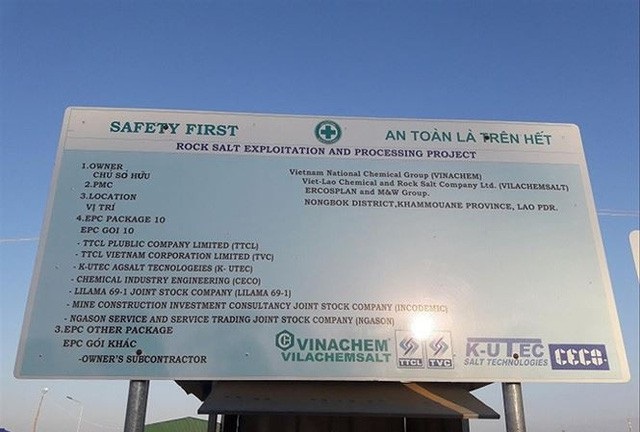 SAFETY FIRST AN TOÀN LÀ TRÊN HẾT
ROCK SALT EXPLOITATION AND PROCESSING PROJECT
1.OWNER Vietnam National Chemical Group (VINACHEM)
CHỦ SỞ HỮU Viet-Lao Chemical and Rock Salt Company Ltd. (VILACHEMSALT)
2.PMC ERCOSPLAN and M&W Group.
3.LOCATION NONGBOK DISTRICT,KHAMMOUANE PROVINCE, LAO PDR.
VỊ TRÍ
4.EPC PACKAGE 10
EPC GÓI 10
- TTCL PLUBLIC COMPANY LIMITED (TTCL)
- TTCL VIETNAM CORPORATION LIMITED (TVC)
- K-UTEC AGSALT TECNOLOGEIES (K- UTEC)
- CHEMICAL INDUSTRY ENGINEERING (CECO)
- LILAMA 69-1 JOINT STOCK COMPANY (LILAMA 69-1)
- MINE CONSTRUCTION INVESTMENT CONSULTANCY JOINT STOCK COMPANY (INCODEMIC)
- NGASON SERVICE AND SERVICE TRADING JOINT STOCK COMPANY (NGASON)
3.EPC OTHER PACKAGE
EPC GÓI KHÁC
-OWNER'S SUBCONTRACTOR
VINACHEM
VILACHEMSALT
TTCL TVC
K-UTEC
SALT TECHNOLOGIES
CECO